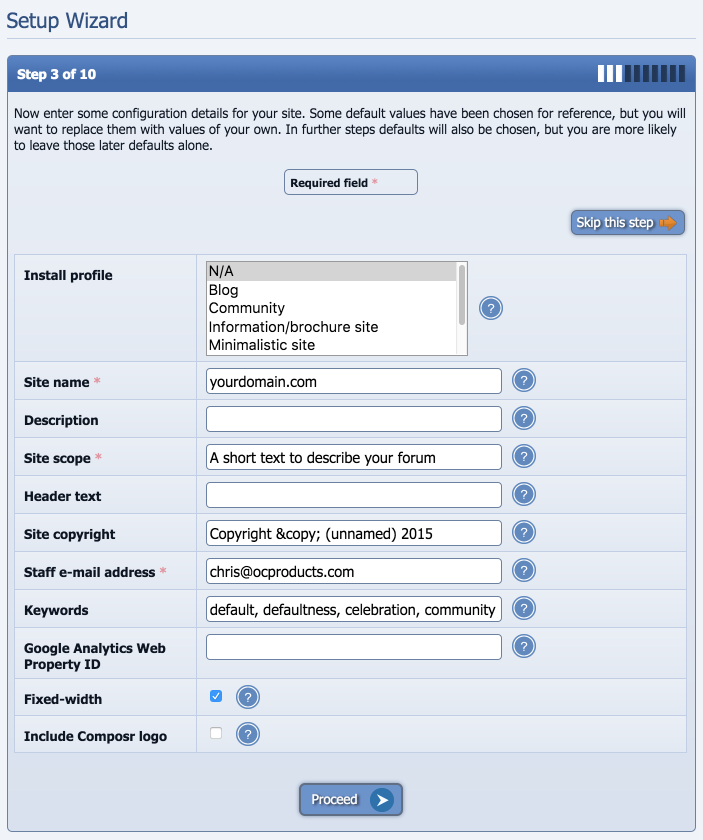 Setup Wizard
Step 3 of 10
Now enter some configuration details for your site. Some default values have been chosen for reference, but you will
want to replace them with values of your own. In further steps defaults will also be chosen, but you are more likely
to leave those later defaults alone.
Required field *
Skip this step
Install profile
N/A
Blog
Community
Information/brochure site
Minimalistic site
?
Site name * yourdomain.com ?
Description ?
Site scope * A short text to describe your forum ?
Header text ?
Site copyright Copyright &copy; (unnamed) 2015 ?
Staff e-mail address * chris@ocproducts.com ?
Keywords default, defaultness, celebration, community ?
Google Analytics Web ?
Property ID
Fixed-width ?
Include Composr logo ?
Proceed